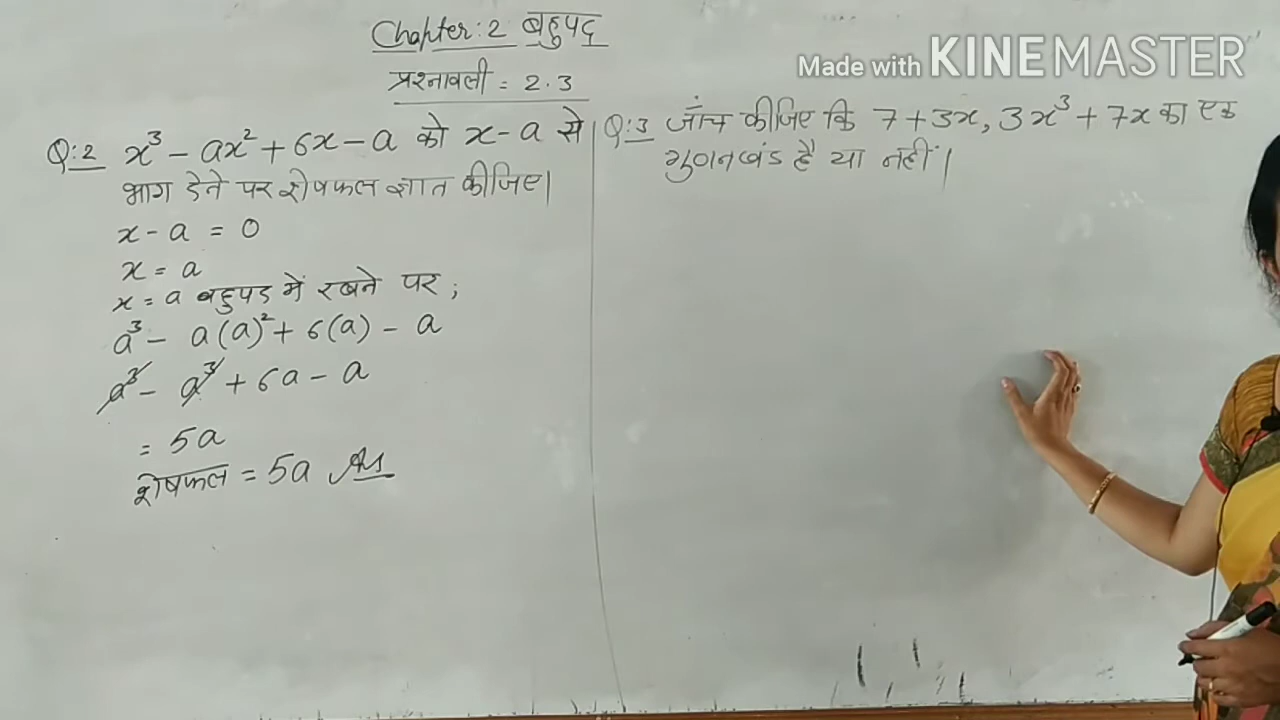 Chapter: 2 बहुपद
Made with KINEMASTER
प्रश्नावली = 2.3
Q:2 x³ - ax² + 6x - a को x-a से
भाग देने पर शेषफल ज्ञात कीजिए।
x - a = 0
x = a
x = a बहुपद में रखने पर ;
a³ - a(a)² + 6(a) - a
a³ - a³ + 6a - a
= 5a
शेषफल = 5a Ans
Q:3 जाँच कीजिए कि 7 + 3x, 3x³ + 7x का एक
गुणनखंड है या नहीं।